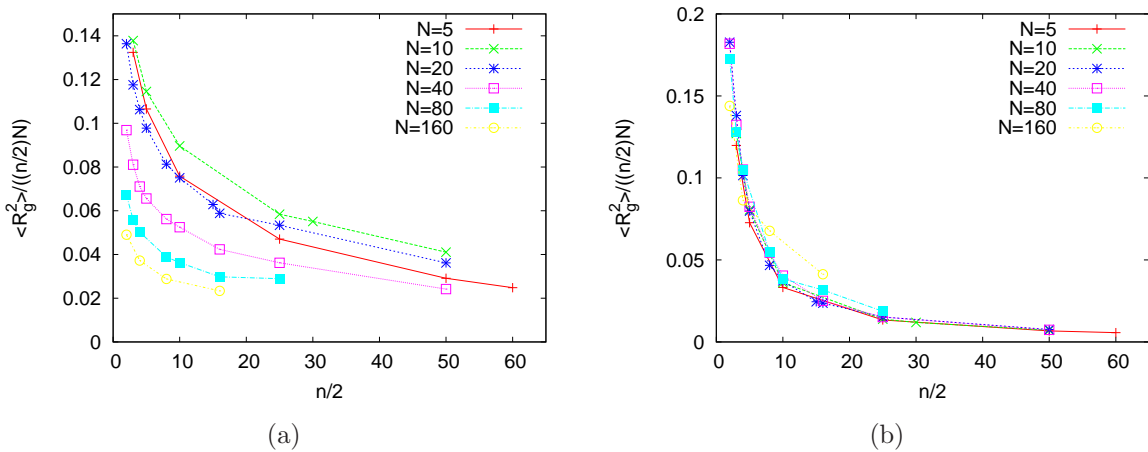 <R_g^2>/((n/2)N)
0.14
0.12
0.1
0.08
0.06
0.04
0.02
0
0 10 20 30 40 50 60
n/2
N=5
N=10
N=20
N=40
N=80
N=160
(a)
<R_g^2>/((n/2)N)
0.2
0.15
0.1
0.05
0
0 10 20 30 40 50 60
n/2
N=5
N=10
N=20
N=40
N=80
N=160
(b)